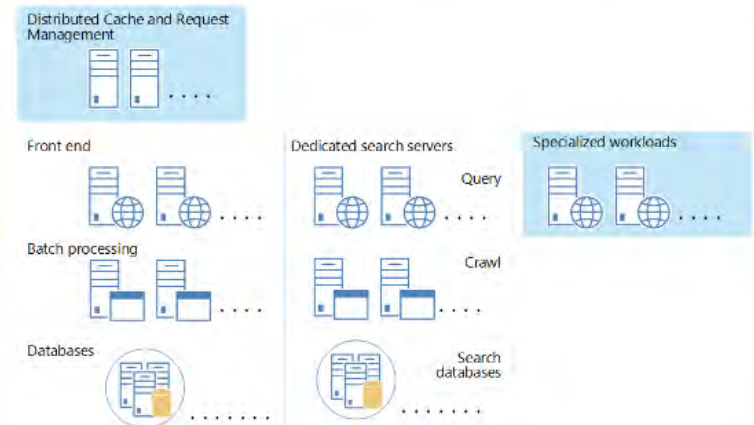 Distributed Cache and Request
Management
Front end
Dedicated search servers
Specialized workloads
Query
Batch processing
Crawl
Databases
Search
databases